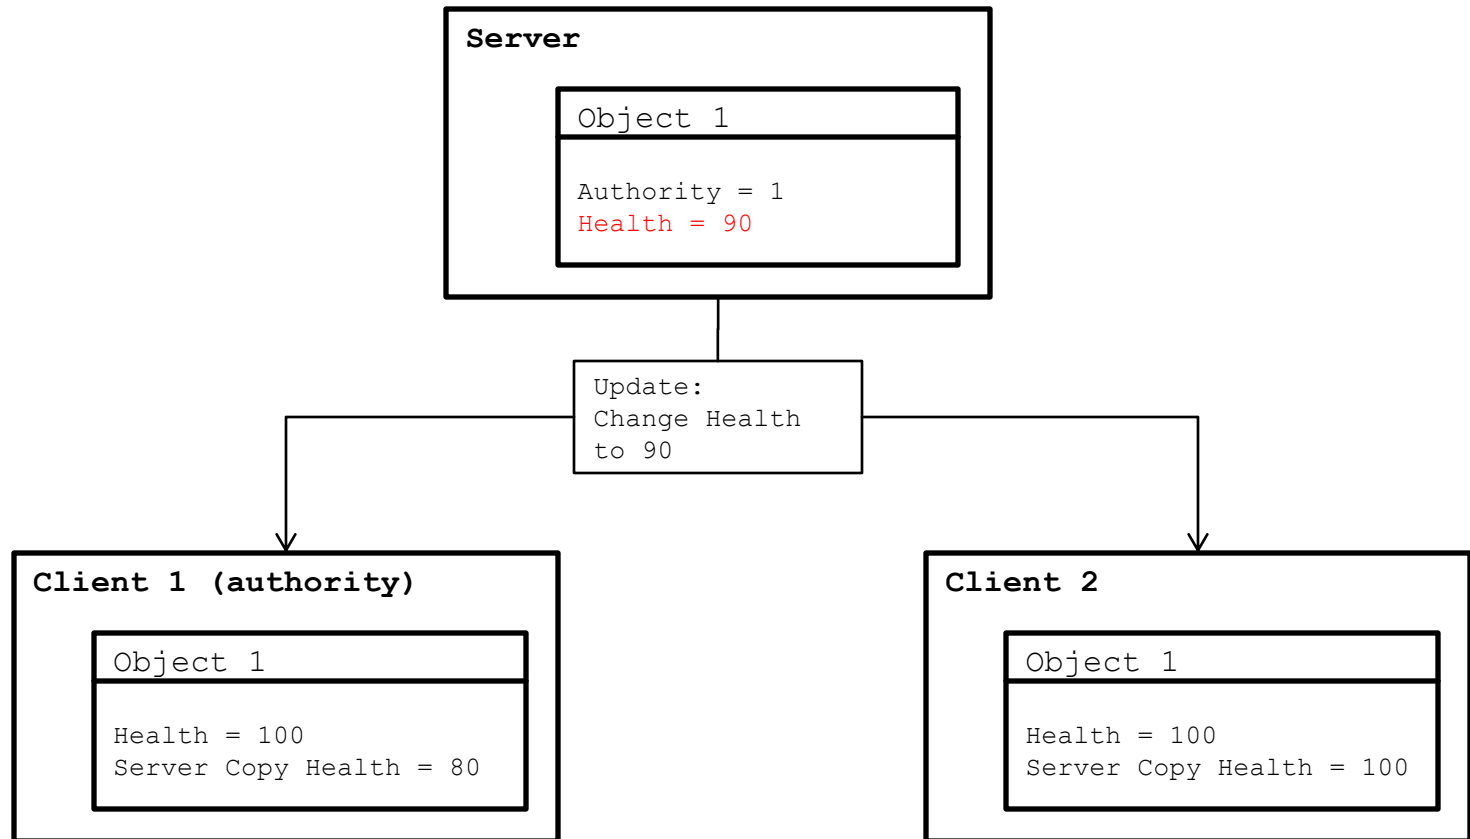 Server
Object 1
Authority = 1
Health = 90
Update:
Change Health
to 90
Client 1 (authority)
Object 1
Health = 100
Server Copy Health = 80
Client 2
Object 1
Health = 100
Server Copy Health = 100